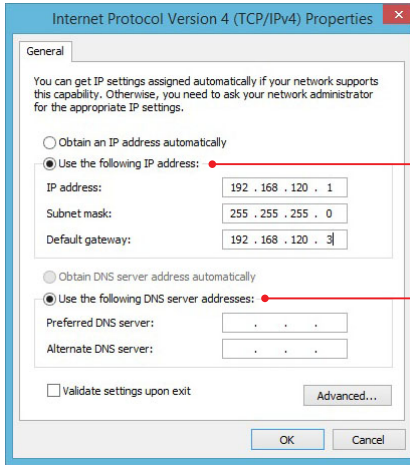 Internet Protocol Version 4 (TCP/IPv4) Properties
General
You can get IP settings assigned automatically if your network supports
this capability. Otherwise, you need to ask your network administrator
for the appropriate IP settings.
Obtain an IP address automatically
Use the following IP address:
IP address: 192 . 168 . 120 . 1
Subnet mask: 255 . 255 . 255 . 0
Default gateway: 192 . 168 . 120 . 3
Obtain DNS server address automatically
Use the following DNS server addresses:
Preferred DNS server: . . .
Alternate DNS server: . . .
Validate settings upon exit
Advanced...
OK Cancel